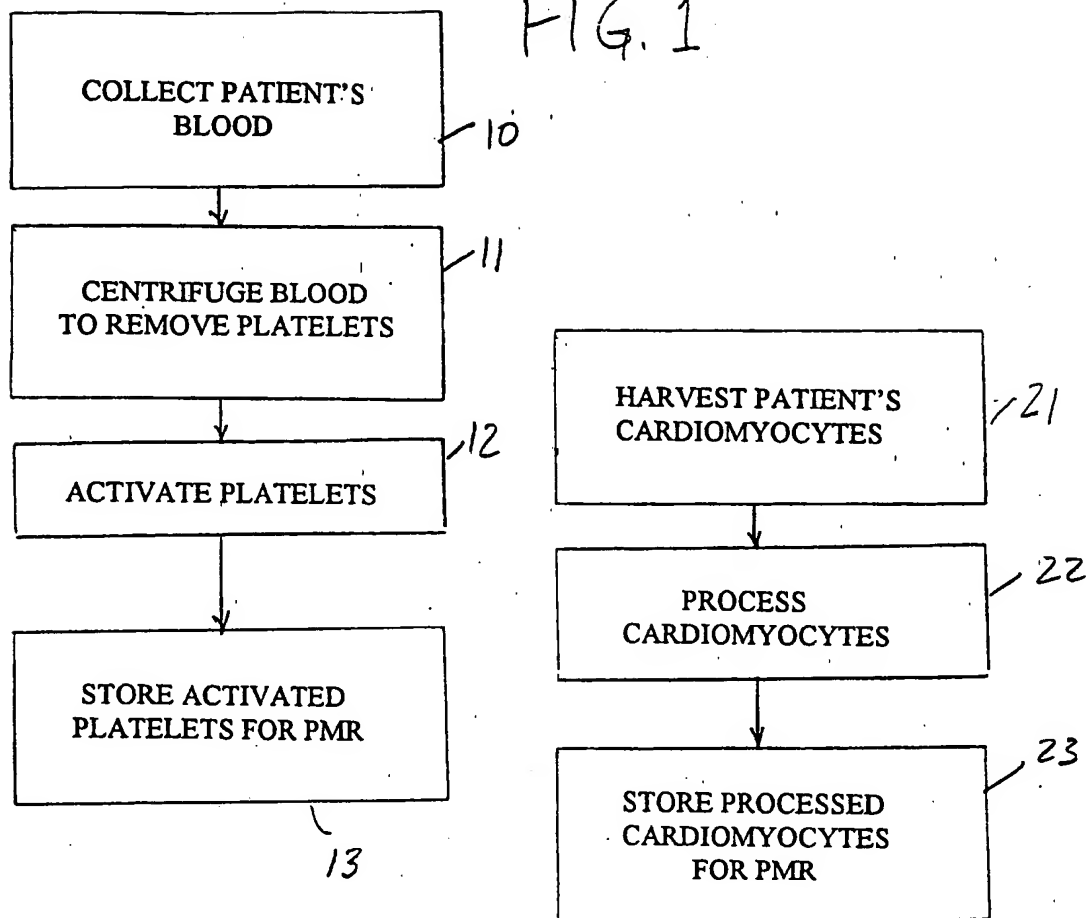 FIG. 1
COLLECT PATIENT'S
BLOOD
10
CENTRIFUGE BLOOD
TO REMOVE PLATELETS
11
ACTIVATE PLATELETS
12
STORE ACTIVATED
PLATELETS FOR PMR
13
HARVEST PATIENT'S
CARDIOMYOCYTES
21
PROCESS
CARDIOMYOCYTES
22
STORE PROCESSED
CARDIOMYOCYTES
FOR PMR
23